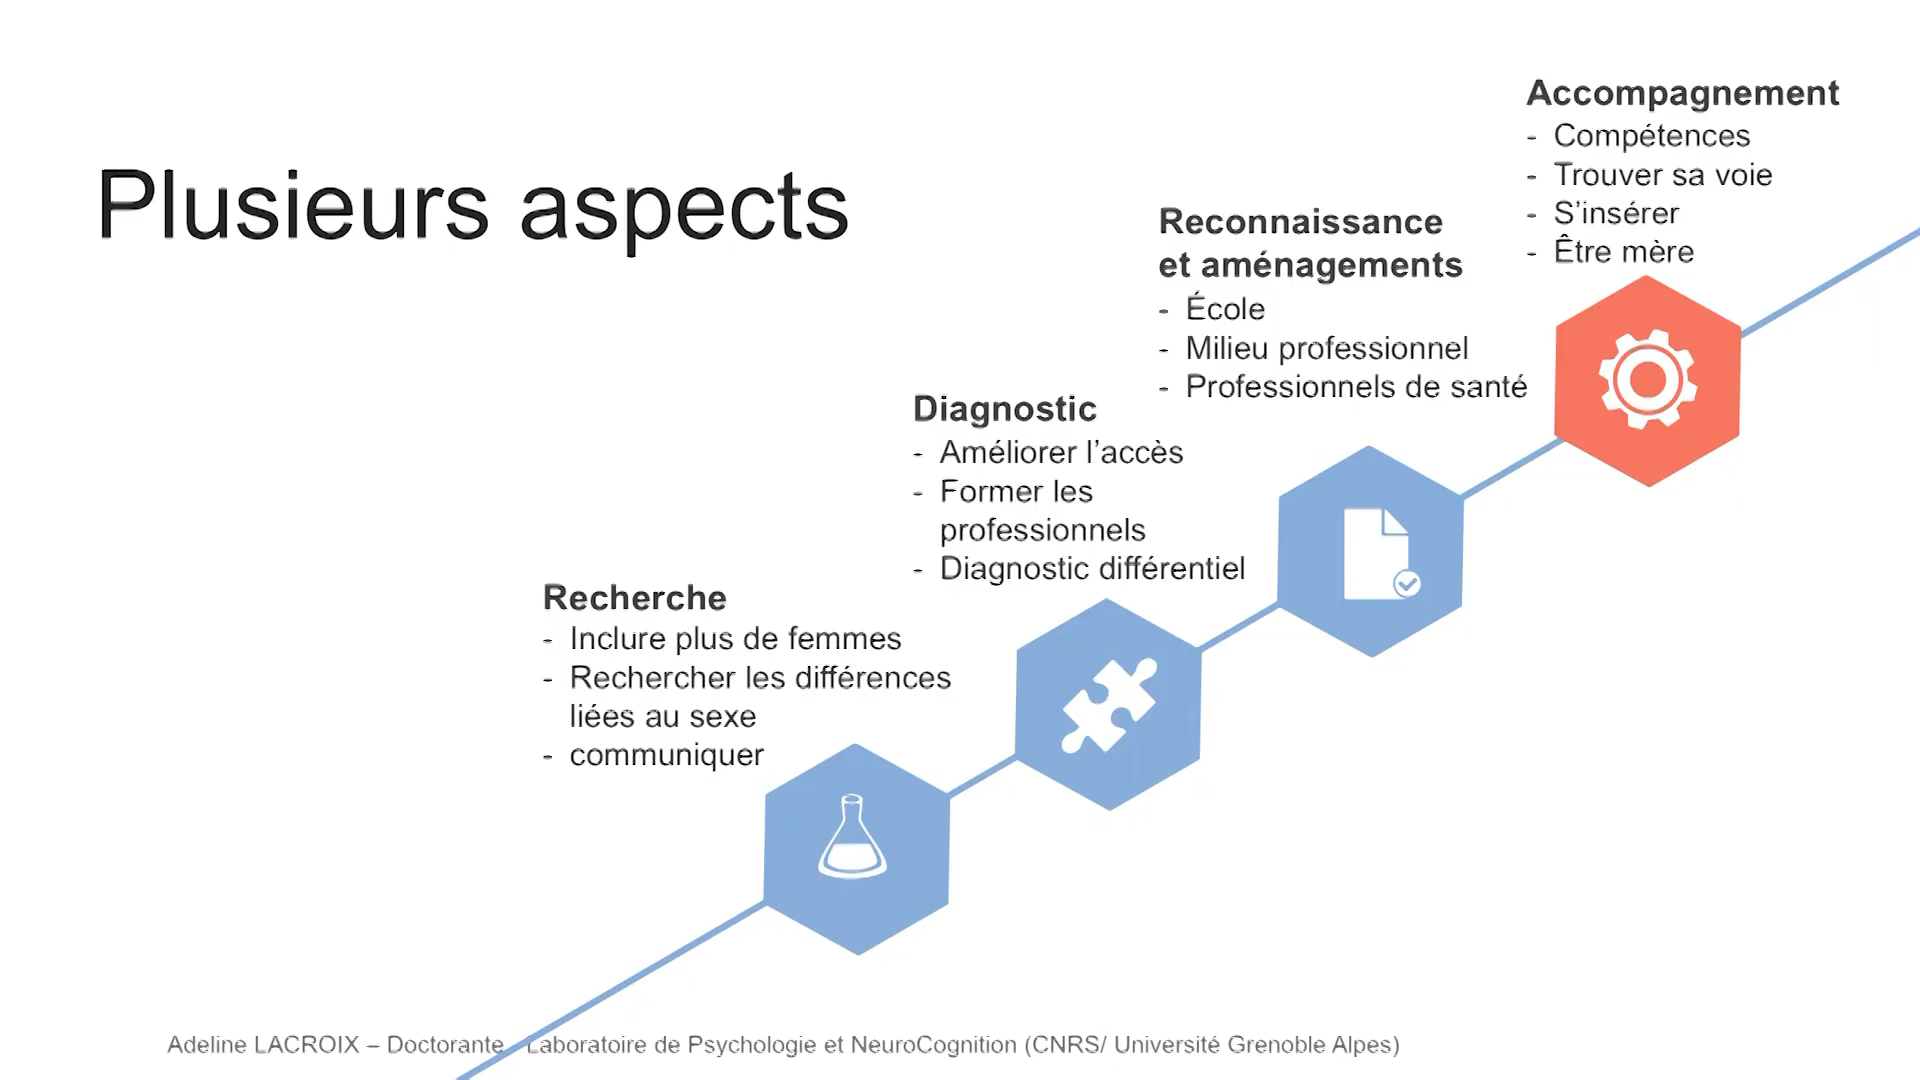 Plusieurs aspects
Accompagnement
- Compétences
- Trouver sa voie
- S'insérer
- Être mère
Reconnaissance
et aménagements
- École
- Milieu professionnel
- Professionnels de santé
Diagnostic
- Améliorer l'accès
- Former les
professionnels
- Diagnostic différentiel
Recherche
- Inclure plus de femmes
- Rechercher les différences
liées au sexe
- communiquer
Adeline LACROIX – Doctorante - Laboratoire de Psychologie et NeuroCognition (CNRS/ Université Grenoble Alpes)